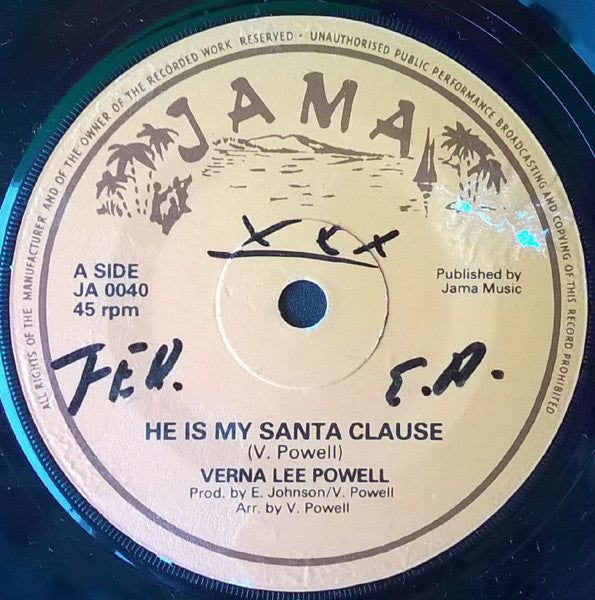 ALL RIGHTS OF THE MANUFACTURER AND OF THE OWNER OF THE RECORDED WORK RESERVED • UNAUTHORISED PUBLIC PERFORMANCE BROADCASTING AND COPYING OF THIS RECORD PROHIBITED
JAMA
A SIDE
JA 0040
45 rpm
Published by
Jama Music
HE IS MY SANTA CLAUSE
(V. Powell)
VERNA LEE POWELL
Prod. by E. Johnson/V. Powell
Arr. by V. Powell